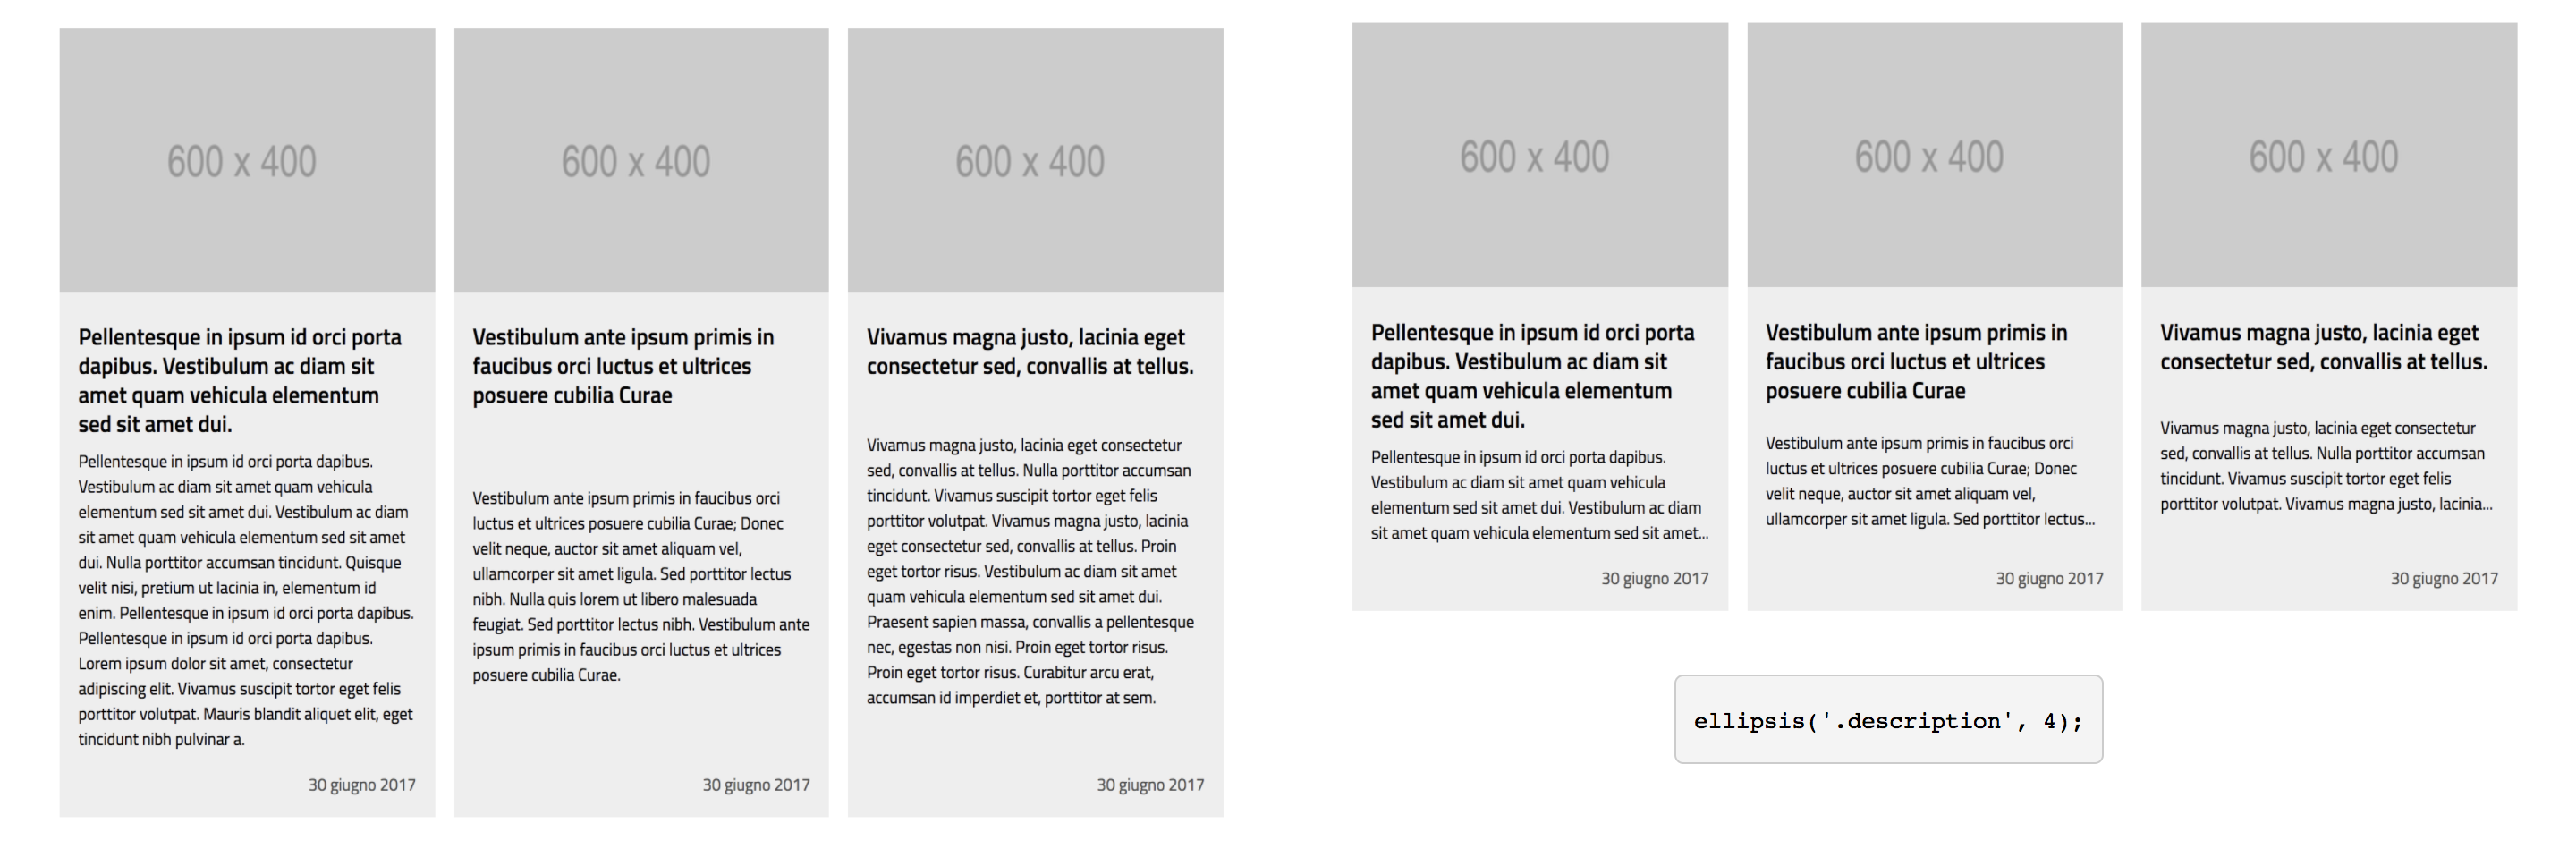 600 x 400
Pellentesque in ipsum id orci porta
dapibus. Vestibulum ac diam sit
amet quam vehicula elementum
sed sit amet dui.
Pellentesque in ipsum id orci porta dapibus.
Vestibulum ac diam sit amet quam vehicula
elementum sed sit amet dui. Vestibulum ac diam
sit amet quam vehicula elementum sed sit amet
dui. Nulla porttitor accumsan tincidunt. Quisque
velit nisi, pretium ut lacinia in, elementum id
enim. Pellentesque in ipsum id orci porta dapibus.
Pellentesque in ipsum id orci porta dapibus.
Lorem ipsum dolor sit amet, consectetur
adipiscing elit. Vivamus suscipit tortor eget felis
porttitor volutpat. Mauris blandit aliquet elit, eget
tincidunt nibh pulvinar a.
30 giugno 2017
600 x 400
Vestibulum ante ipsum primis in
faucibus orci luctus et ultrices
posuere cubilia Curae
Vestibulum ante ipsum primis in faucibus orci
luctus et ultrices posuere cubilia Curae; Donec
velit neque, auctor sit amet aliquam vel,
ullamcorper sit amet ligula. Sed porttitor lectus
nibh. Nulla quis lorem ut libero malesuada
feugiat. Sed porttitor lectus nibh. Vestibulum ante
ipsum primis in faucibus orci luctus et ultrices
posuere cubilia Curae.
30 giugno 2017
600 x 400
Vivamus magna justo, lacinia eget
consectetur sed, convallis at tellus.
Vivamus magna justo, lacinia eget consectetur
sed, convallis at tellus. Nulla porttitor accumsan
tincidunt. Vivamus suscipit tortor eget felis
porttitor volutpat. Vivamus magna justo, lacinia
eget consectetur sed, convallis at tellus. Proin
eget tortor risus. Vestibulum ac diam sit amet
quam vehicula elementum sed sit amet dui.
Praesent sapien massa, convallis a pellentesque
nec, egestas non nisi. Proin eget tortor risus.
Proin eget tortor risus. Curabitur arcu erat,
accumsan id imperdiet et, porttitor at sem.
30 giugno 2017
600 x 400
Pellentesque in ipsum id orci porta
dapibus. Vestibulum ac diam sit
amet quam vehicula elementum
sed sit amet dui.
Pellentesque in ipsum id orci porta dapibus.
Vestibulum ac diam sit amet quam vehicula
elementum sed sit amet dui. Vestibulum ac diam
sit amet quam vehicula elementum sed sit amet...
30 giugno 2017
600 x 400
Vestibulum ante ipsum primis in
faucibus orci luctus et ultrices
posuere cubilia Curae
Vestibulum ante ipsum primis in faucibus orci
luctus et ultrices posuere cubilia Curae; Donec
velit neque, auctor sit amet aliquam vel,
ullamcorper sit amet ligula. Sed porttitor lectus...
30 giugno 2017
600 x 400
Vivamus magna justo, lacinia eget
consectetur sed, convallis at tellus.
Vivamus magna justo, lacinia eget consectetur
sed, convallis at tellus. Nulla porttitor accumsan
tincidunt. Vivamus suscipit tortor eget felis
porttitor volutpat. Vivamus magna justo, lacinia...
30 giugno 2017
ellipsis('.description', 4);